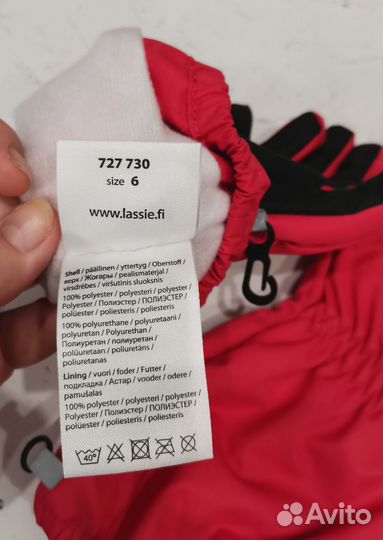 727 730
size 6
www.lassie.fi
Shell / päällinen / yttertyg / Oberstoff /
верх / Жоғары / pealismaterjal /
virsdrēbes / viršutinis sluoksnis
100% polyester / polyesteri / polyester /
Polyester / Полиэстер / ПОЛИЭСТЕР /
polüester / poliesteris / poliesteris
100% polyurethane / polyuretaani /
polyuretan / Polyurethan /
Полиуретан / полиуретан /
polüuretaan / poliuretāns /
poliuretanas
Lining / vuori / foder / Futter /
подкладка / Астар / vooder / odere /
pamušalas
100% polyester / polyesteri / polyester /
Polyester / Полиэстер / ПОЛИЭСТЕР /
polüester / poliesteris / poliesteris
40°
Avito